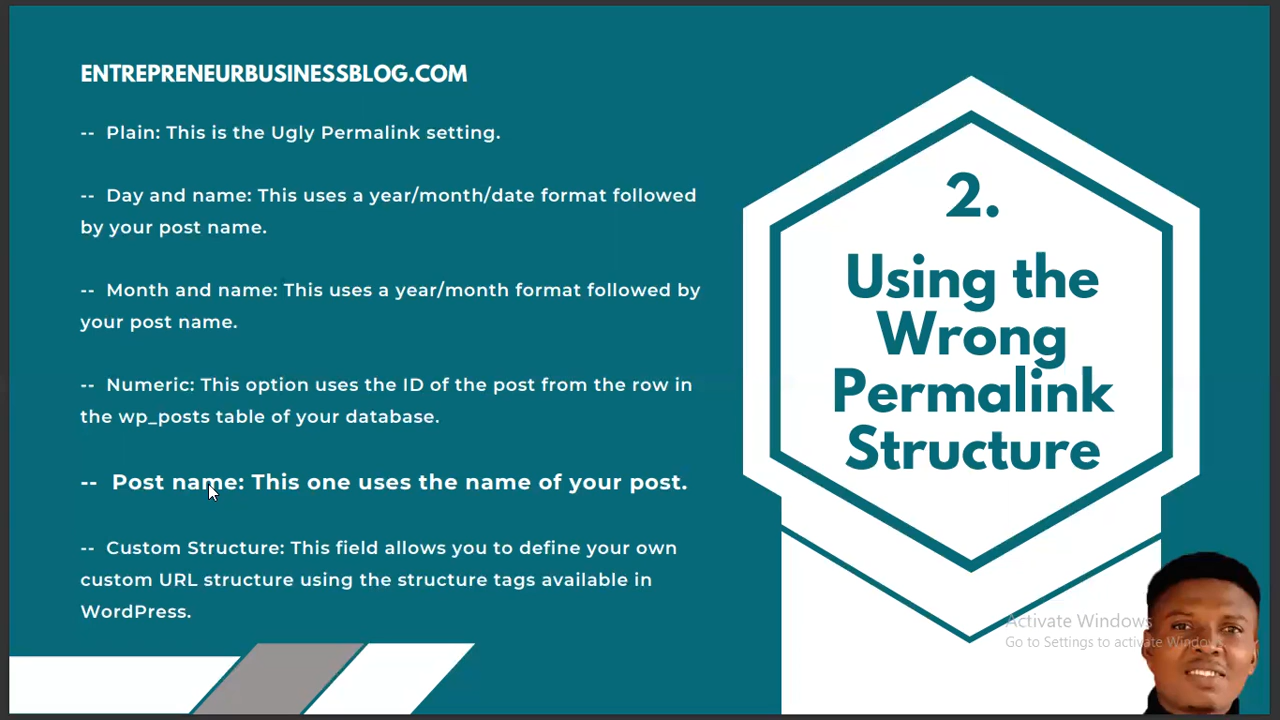 ENTREPRENEURBUSINESSBLOG.COM
-- Plain: This is the Ugly Permalink setting.
-- Day and name: This uses a year/month/date format followed
by your post name.
-- Month and name: This uses a year/month format followed by
your post name.
-- Numeric: This option uses the ID of the post from the row in
the wp_posts table of your database.
-- Post name: This one uses the name of your post.
-- Custom Structure: This field allows you to define your own
custom URL structure using the structure tags available in
WordPress.
2.
Using the
Wrong
Permalink
Structure
Activate Windows
Go to Settings to activate Windows.